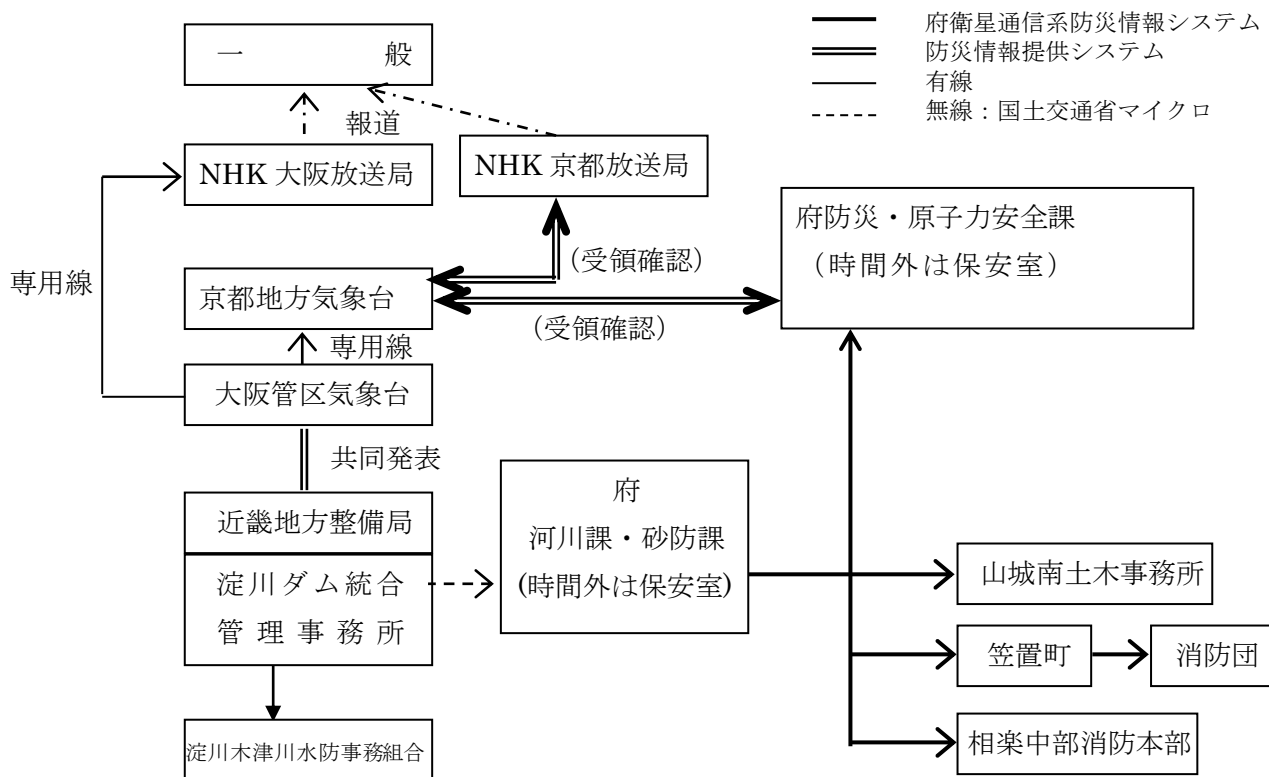 府衛星通信系防災情報システム
防災情報提供システム
有線
無線：国土交通省マイクロ
一　　　　般
報道
NHK 大阪放送局
NHK 京都放送局
府防災・原子力安全課
（時間外は保安室）
専用線
（受領確認）
京都地方気象台
（受領確認）
専用線
大阪管区気象台
共同発表
近畿地方整備局
淀川ダム統合
管理事務所
府
河川課・砂防課
(時間外は保安室)
山城南土木事務所
笠置町
消防団
相楽中部消防本部
淀川木津川水防事務組合